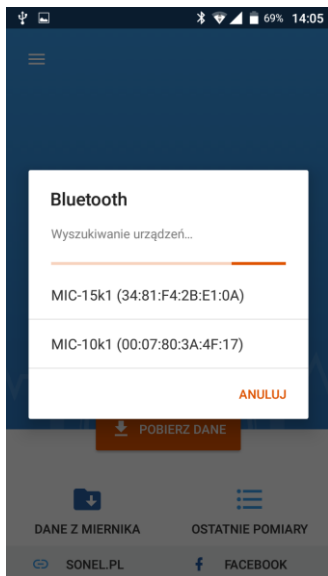 69% 14:05
Bluetooth
Wyszukiwanie urządzeń...
MIC-15k1 (34:81:F4:2B:E1:0A)
MIC-10k1 (00:07:80:3A:4F:17)
ANULUJ
POBIERZ DANE
DANE Z MIERNIKA OSTATNIE POMIARY
SONEL.PL FACEBOOK